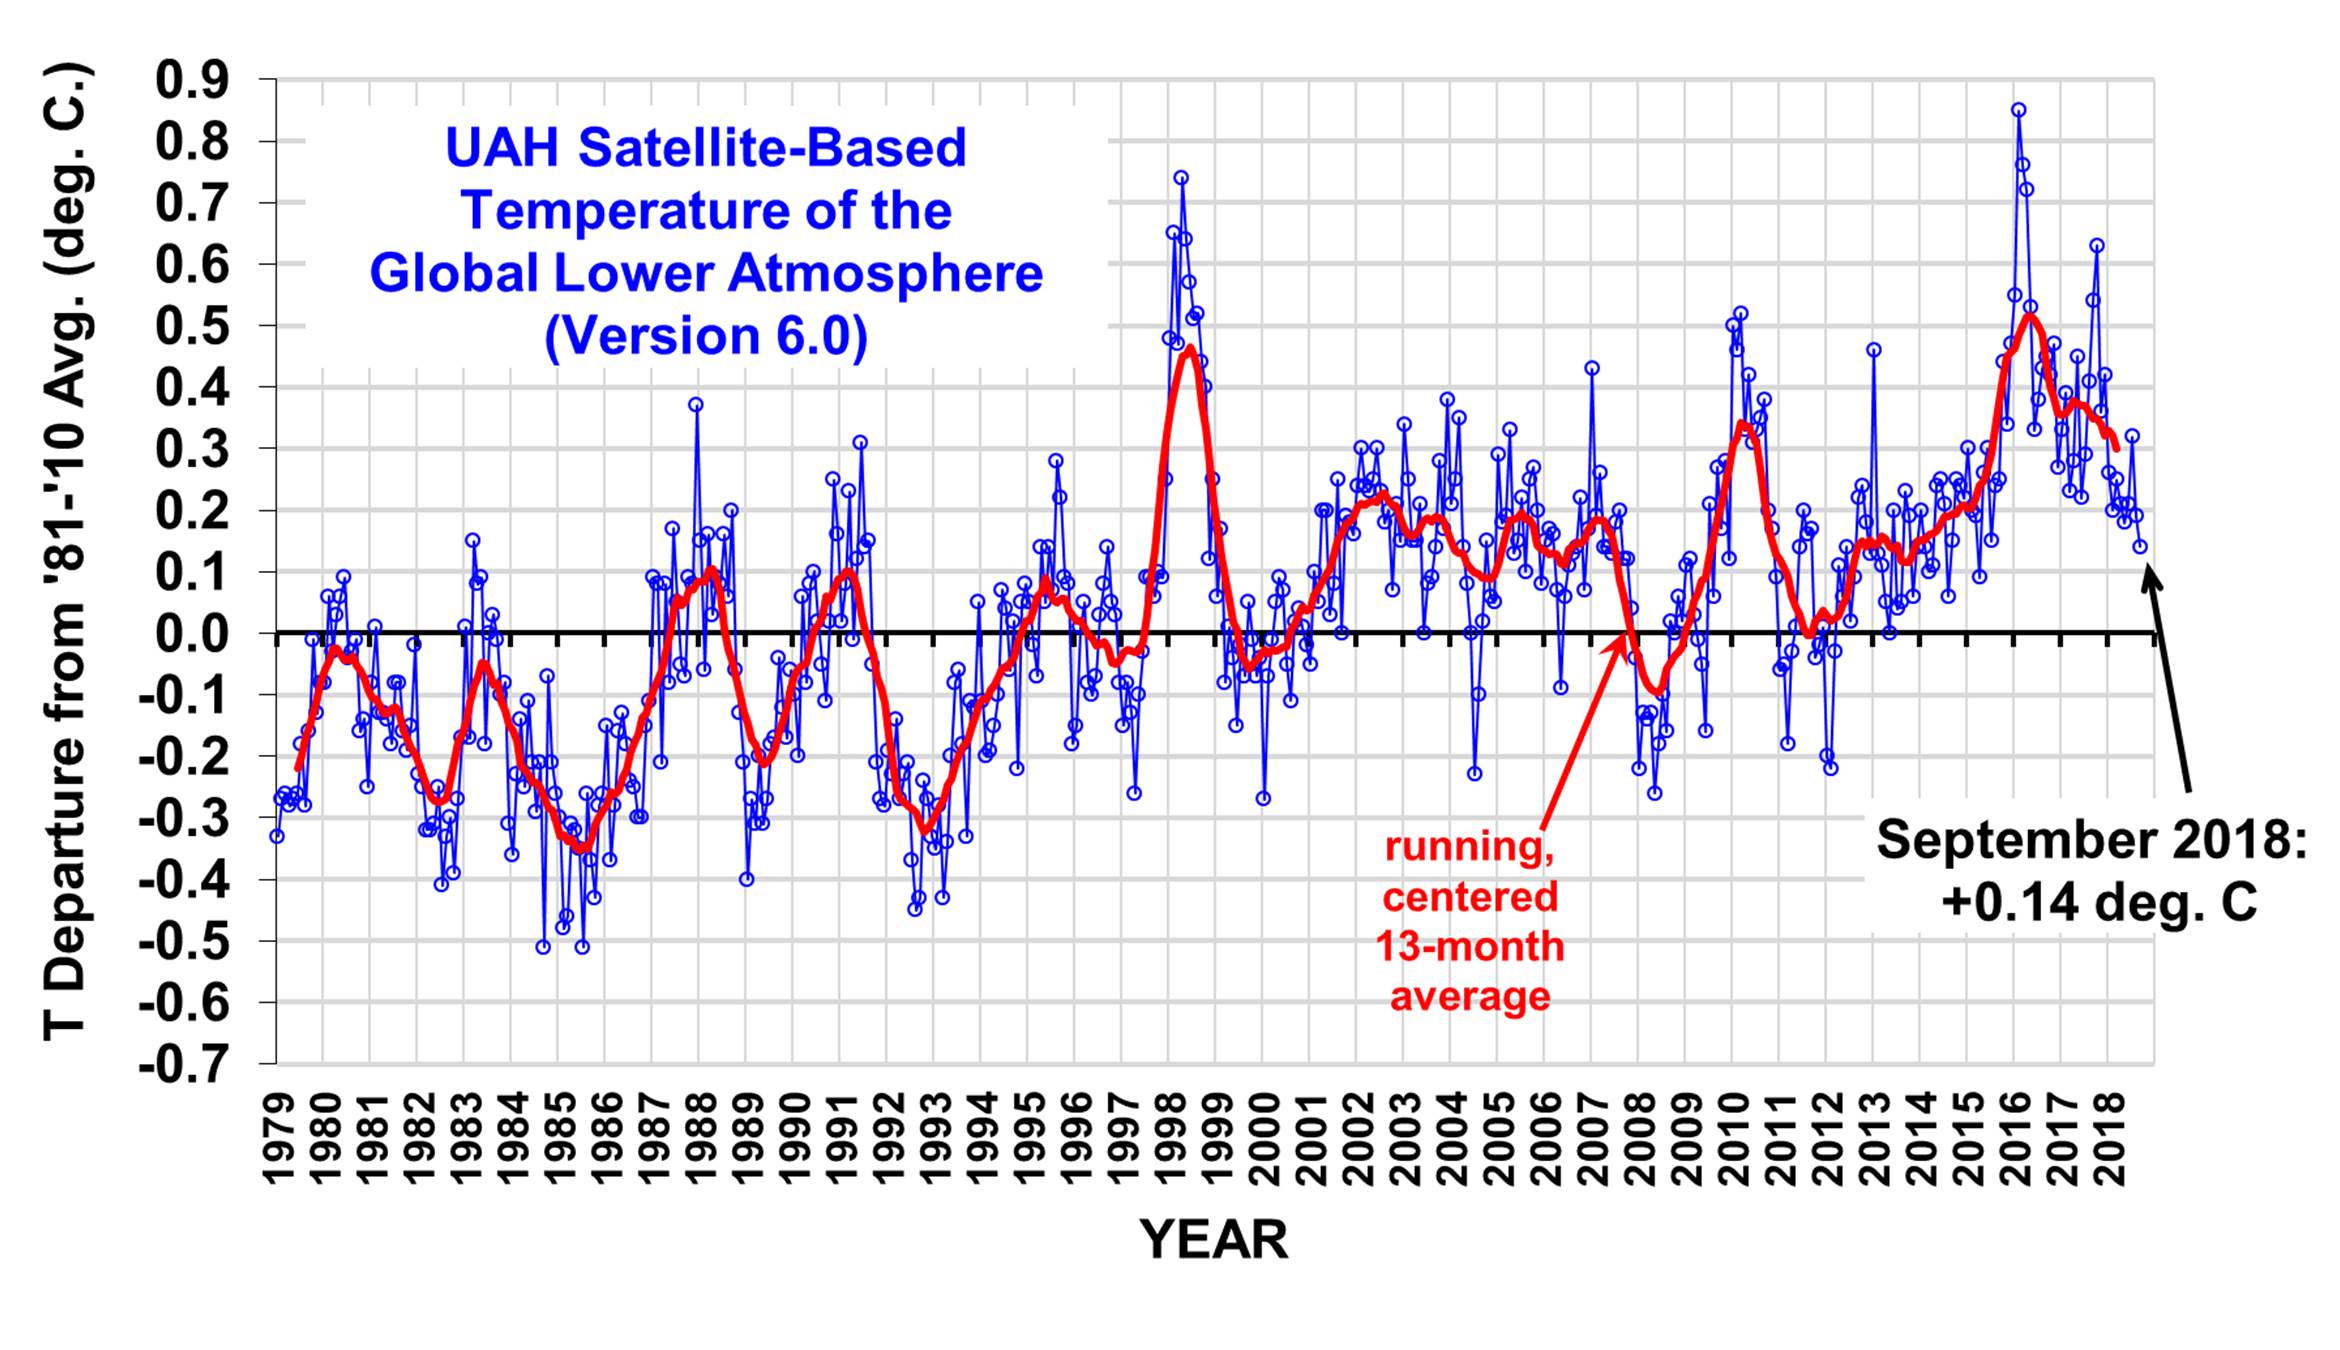 UAH Satellite-Based
Temperature of the
Global Lower Atmosphere
(Version 6.0)
T Departure from '81-'10 Avg. (deg. C.)
0.9
0.8
0.7
0.6
0.5
0.4
0.3
0.2
0.1
0.0
-0.1
-0.2
-0.3
-0.4
-0.5
-0.6
-0.7
running,
centered
13-month
average
September 2018:
+0.14 deg. C
1979 1980 1981 1982 1983 1984 1985 1986 1987 1988 1989 1990 1991 1992 1993 1994 1995 1996 1997 1998 1999 2000 2001 2002 2003 2004 2005 2006 2007 2008 2009 2010 2011 2012 2013 2014 2015 2016 2017 2018
YEAR